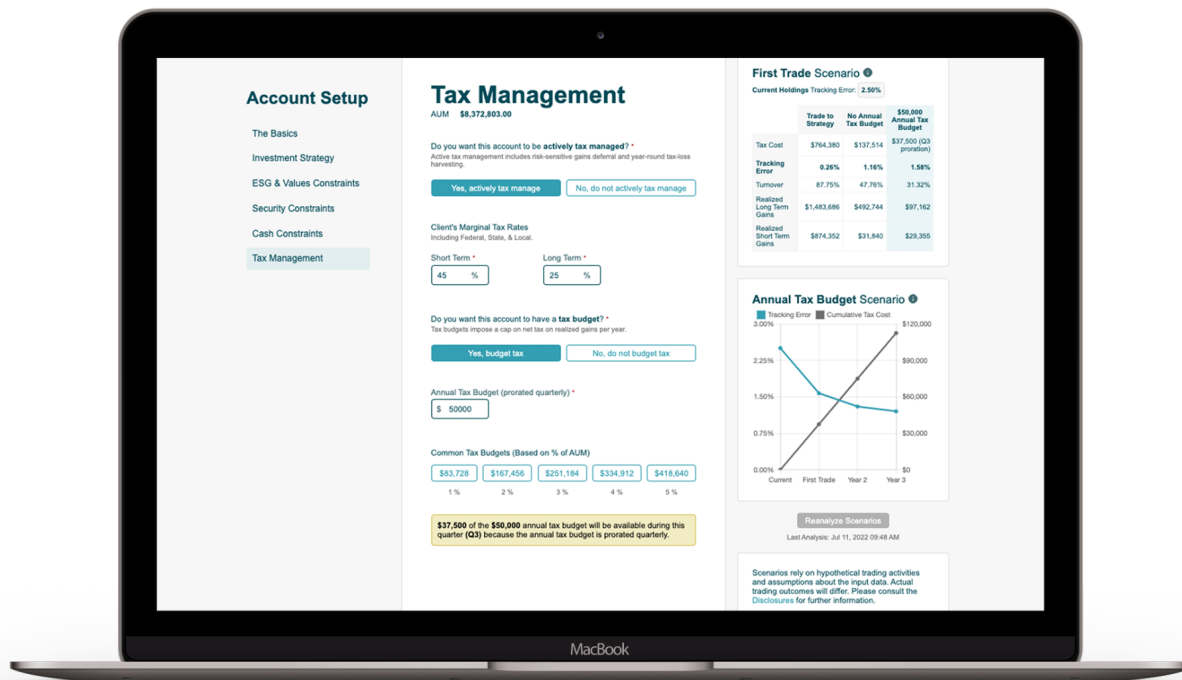 Account Setup
The Basics
Investment Strategy
ESG & Values Constraints
Security Constraints
Cash Constraints
Tax Management
Tax Management
AUM $8,372,803.00
Do you want this account to be actively tax managed? *
Active tax management includes risk-sensitive gains deferral and year-round tax-loss
harvesting.
Yes, actively tax manage No, do not actively tax manage
Client's Marginal Tax Rates
Including Federal, State, & Local.
Short Term * Long Term *
45 % 25 %
Do you want this account to have a tax budget? *
Tax budgets impose a cap on net tax on realized gains per year.
Yes, budget tax No, do not budget tax
Annual Tax Budget (prorated quarterly) *
$ 50000
Common Tax Budgets (Based on % of AUM)
$83,728 $167,456 $251,184 $334,912 $418,640
1 % 2 % 3 % 4 % 5 %
$37,500 of the $50,000 annual tax budget will be available during this
quarter (Q3) because the annual tax budget is prorated quarterly.
First Trade Scenario
Current Holdings Tracking Error: 2.50%
Trade to Strategy No Annual Tax Budget $50,000 Annual Tax Budget
Tax Cost $764,380 $137,514 $37,500 (Q3 proration)
Tracking Error 0.26% 1.16% 1.58%
Turnover 87.75% 47.76% 31.32%
Realized Long Term Gains $1,483,686 $492,744 $97,162
Realized Short Term Gains $874,352 $31,840 $29,355
Annual Tax Budget Scenario
Tracking Error Cumulative Tax Cost
3.00% $120,000
2.25% $90,000
1.50% $60,000
0.75% $30,000
0.00% $0
Current First Trade Year 2 Year 3
Reanalyze Scenarios
Last Analysis: Jul 11, 2022 09:48 AM
Scenarios rely on hypothetical trading activities
and assumptions about the input data. Actual
trading outcomes will differ. Please consult the
Disclosures for further information.
MacBook